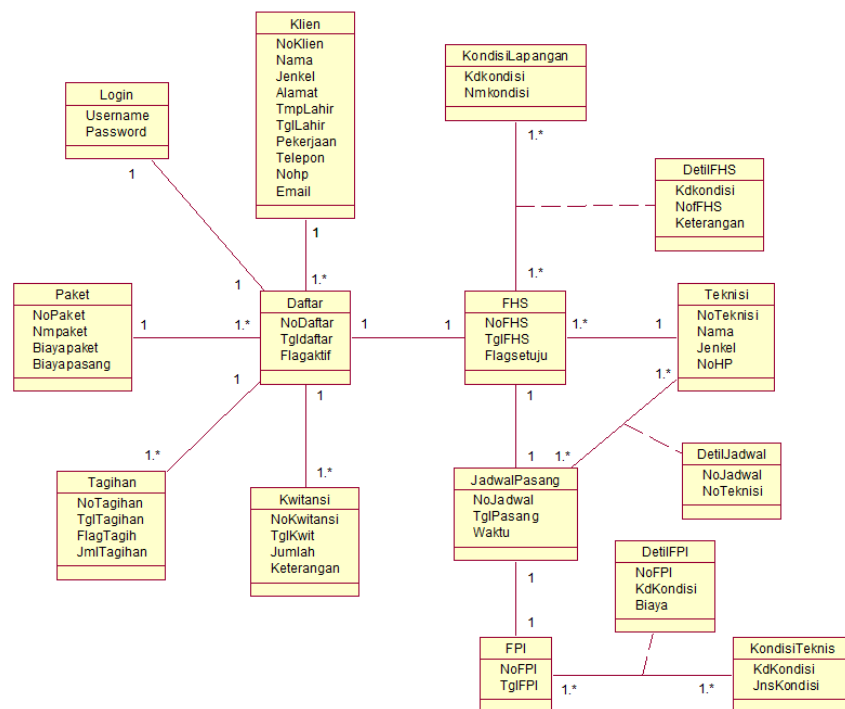 Klien
NoKlien
Nama
Jenkel
Alamat
TmpLahir
TglLahir
Pekerjaan
Telepon
Nohp
Email
KondisiLapangan
Kdkondisi
Nmkondisi
Login
Username
Password
1
1
1
1.*
1.*
1.*
DetilFHS
Kdkondisi
NofFHS
Keterangan
Paket
NoPaket
Nmpaket
Biayapaket
Biayapasang
1
1.*
Daftar
NoDaftar
Tgldaftar
Flagaktif
1
1
FHS
NoFHS
TglFHS
Flagsetuju
1.*
1
Teknisi
NoTeknisi
Nama
Jenkel
NoHP
1
1.*
1
1.*
1
1
1.*
1.*
Tagihan
NoTagihan
TglTagihan
FlagTagih
JmlTagihan
Kwitansi
NoKwitansi
TglKwit
Jumlah
Keterangan
JadwalPasang
NoJadwal
TglPasang
Waktu
DetilJadwal
NoJadwal
NoTeknisi
1
1
DetilFPI
NoFPI
KdKondisi
Biaya
FPI
NoFPI
TglFPI
1.*
1.*
KondisiTeknis
KdKondisi
JnsKondisi